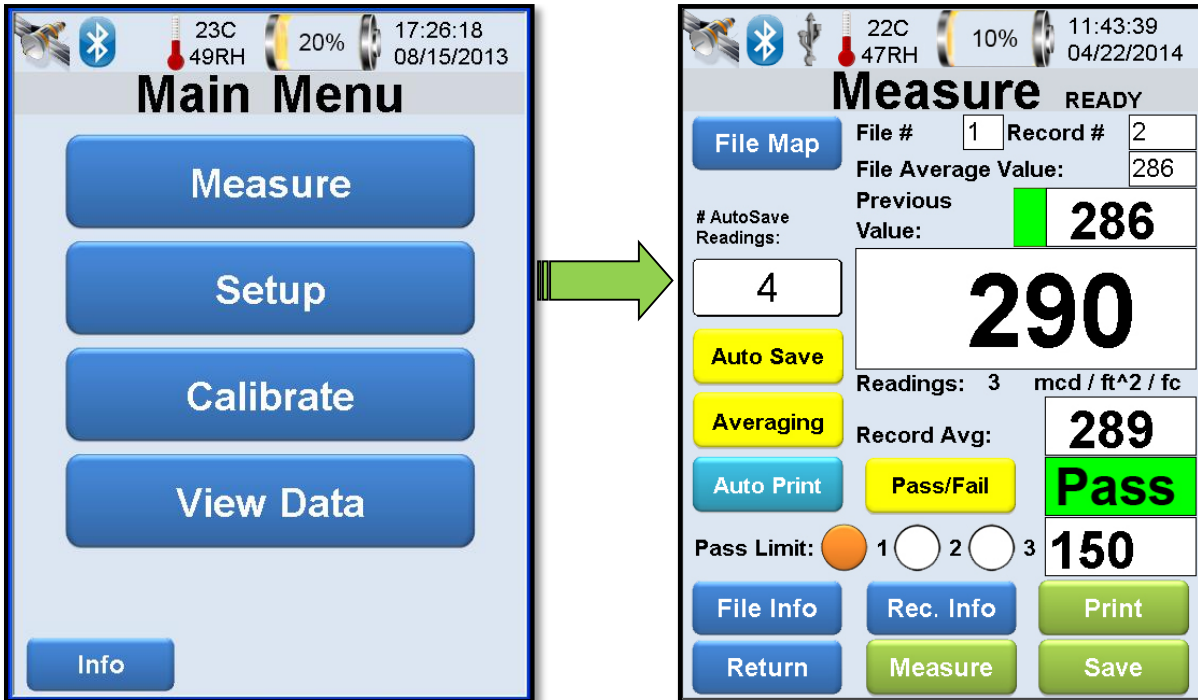 23C
49RH
20%
17:26:18
08/15/2013
Main Menu
Measure
Setup
Calibrate
View Data
Info
22C
47RH
10%
11:43:39
04/22/2014
Measure READY
File Map
File # 1 Record # 2
File Average Value: 286
Previous
Value: 286
# AutoSave
Readings:
4
290
Auto Save
Readings: 3 mcd / ft^2 / fc
Averaging
Record Avg: 289
Auto Print
Pass/Fail
Pass
Pass Limit: 1 2 3 150
File Info
Rec. Info
Print
Return
Measure
Save